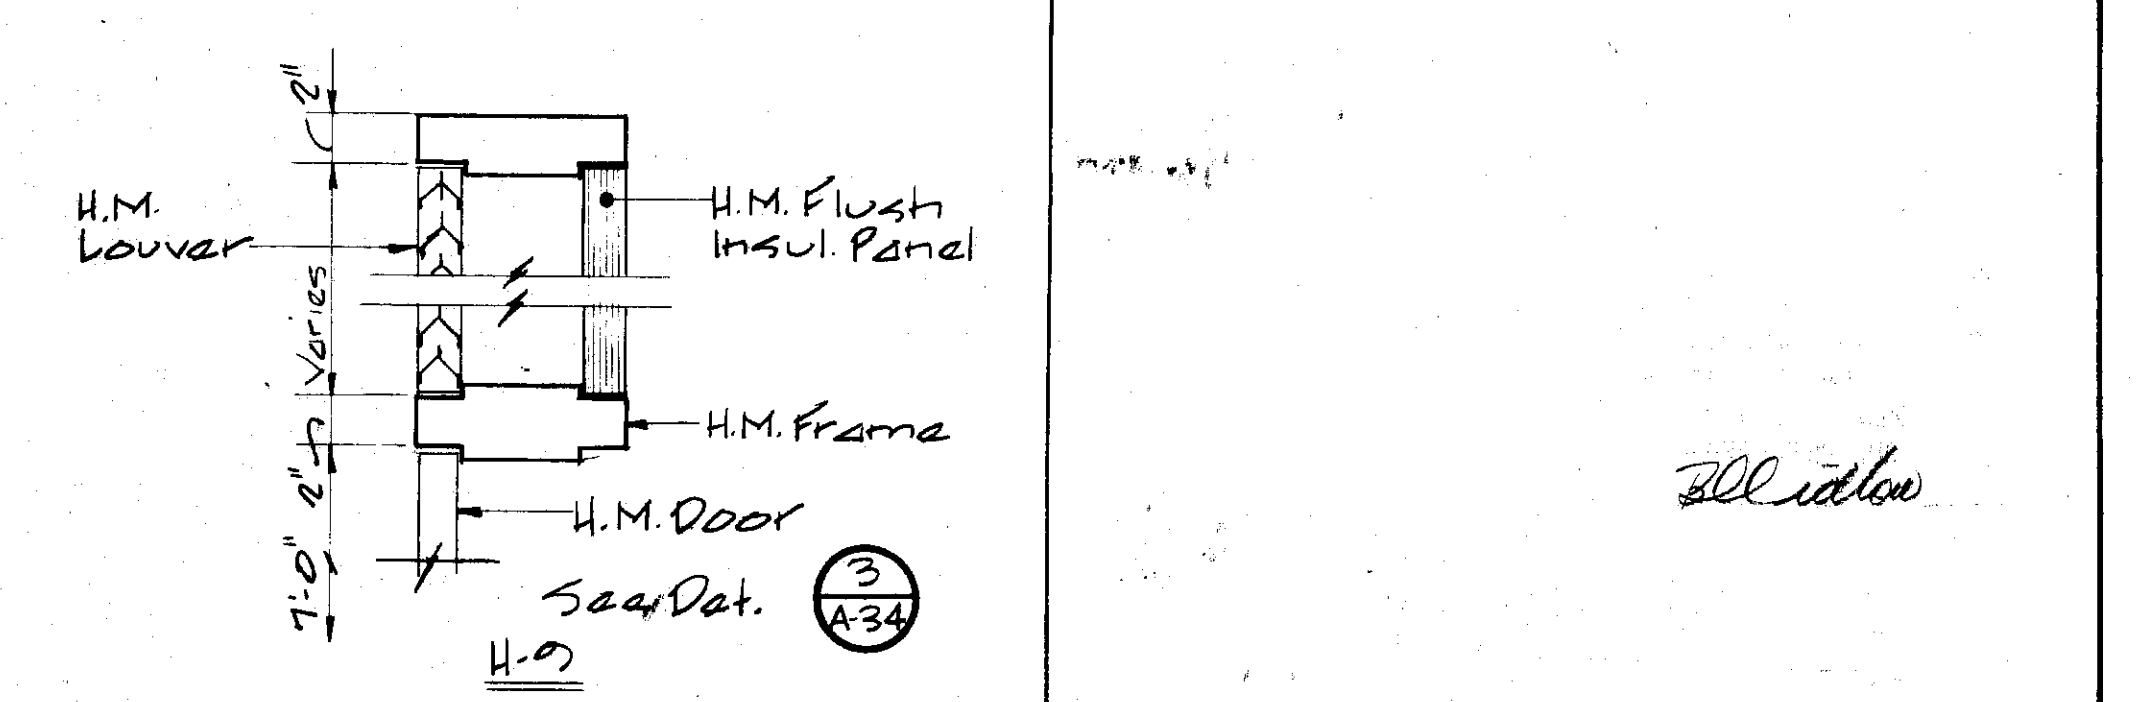 2"
H.M.
Louver
H.M. Flush
Insul. Panel
Varies
H.M. Frame
2"
H.M. Door
7'-0"
See Det.
3
A-34
H-9